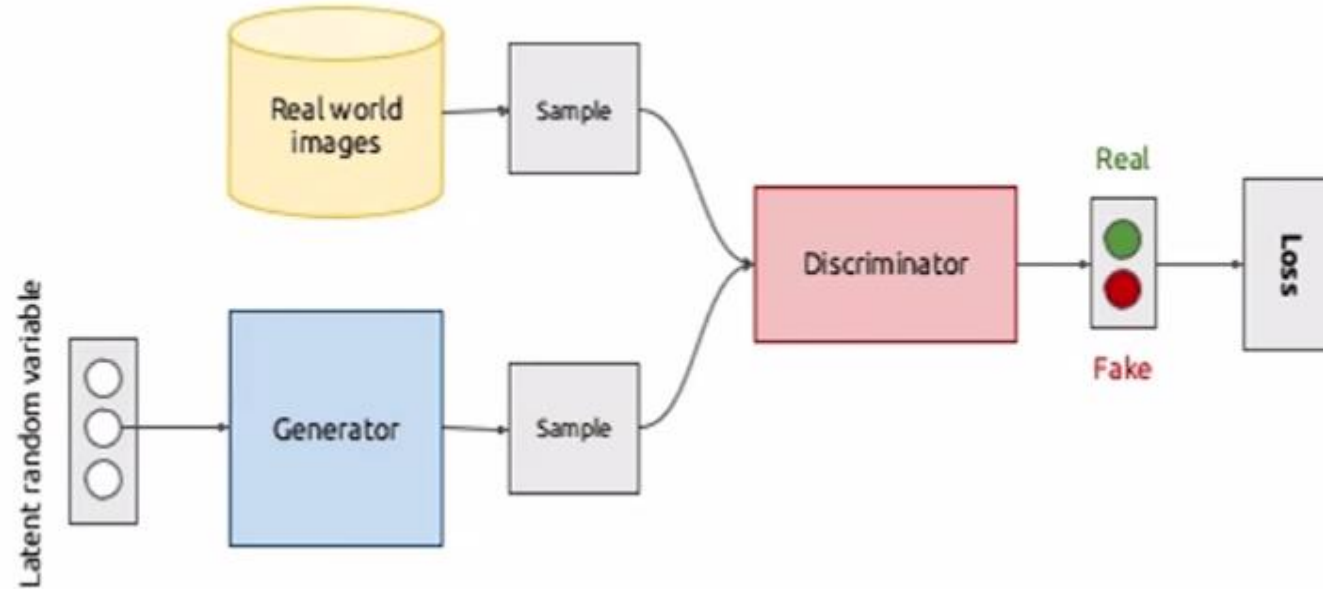 Real world
images
Sample
Real
Discriminator
Loss
Fake
Latent random variable
Generator
Sample